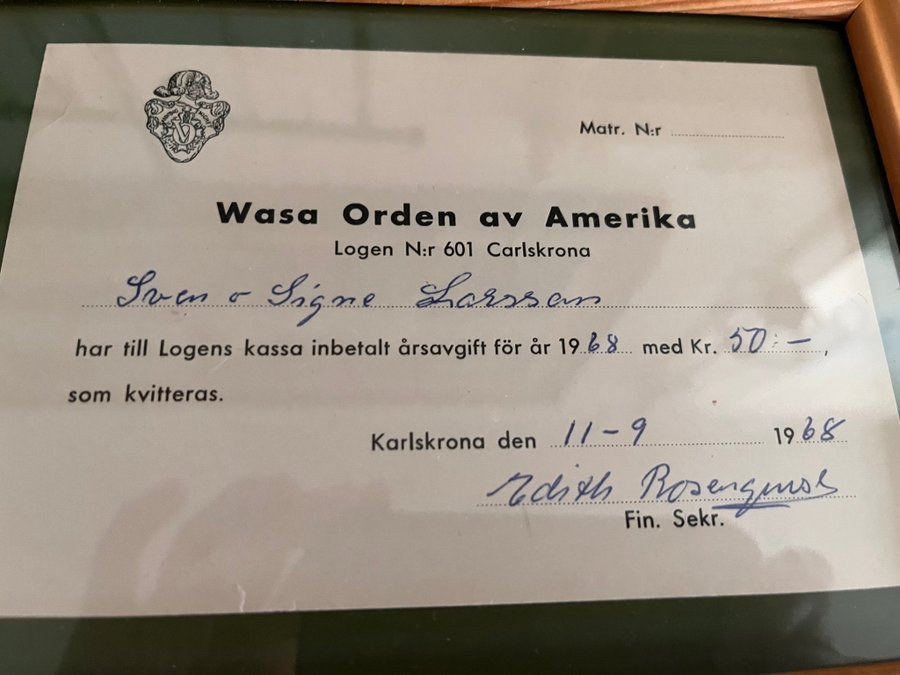 Matr. N:r
Wasa Orden av Amerika
Logen N:r 601 Carlskrona
Sven o Signe Larsson
har till Logens kassa inbetalt årsavgift för år 1968 med Kr. 50:-,
som kvitteras.
Karlskrona den 11-9 1968
Edith Rosenqvist
Fin. Sekr.